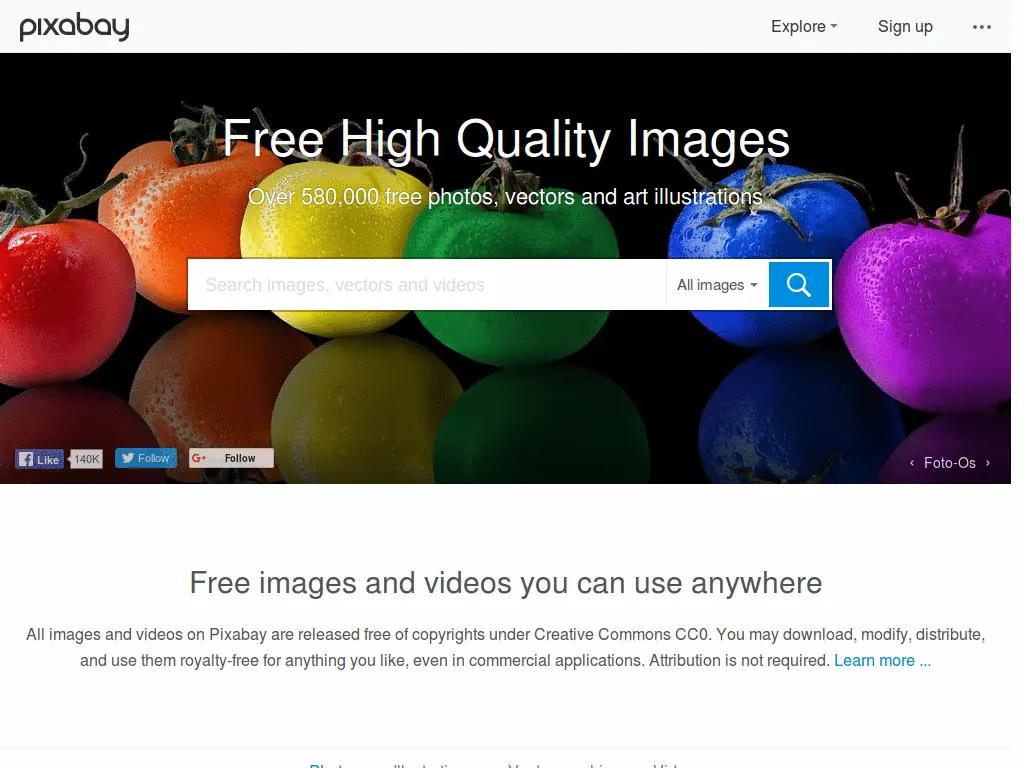 pixabay
Explore
Sign up
Free High Quality Images
Over 580,000 free photos, vectors and art illustrations
Search images, vectors and videos
All images
Like
140K
Follow
G+ Follow
‹ Foto-Os ›
Free images and videos you can use anywhere
All images and videos on Pixabay are released free of copyrights under Creative Commons CC0. You may download, modify, distribute,
and use them royalty-free for anything you like, even in commercial applications. Attribution is not required. Learn more ...